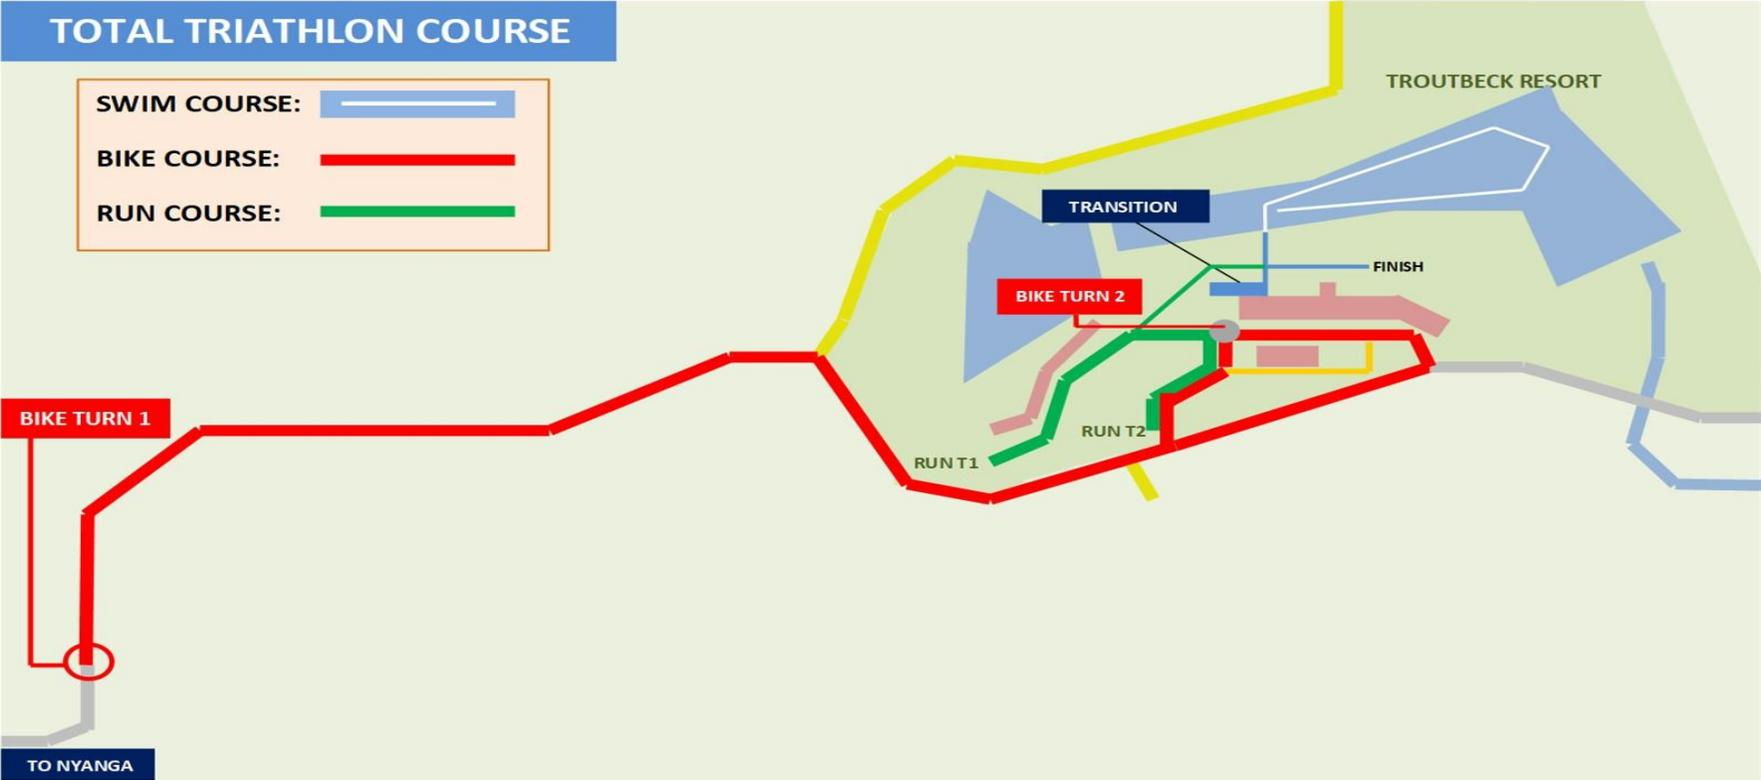 TOTAL TRIATHLON COURSE
SWIM COURSE:
BIKE COURSE:
RUN COURSE:
TROUTBECK RESORT
TRANSITION
FINISH
BIKE TURN 2
BIKE TURN 1
RUN T2
RUN T1
TO NYANGA